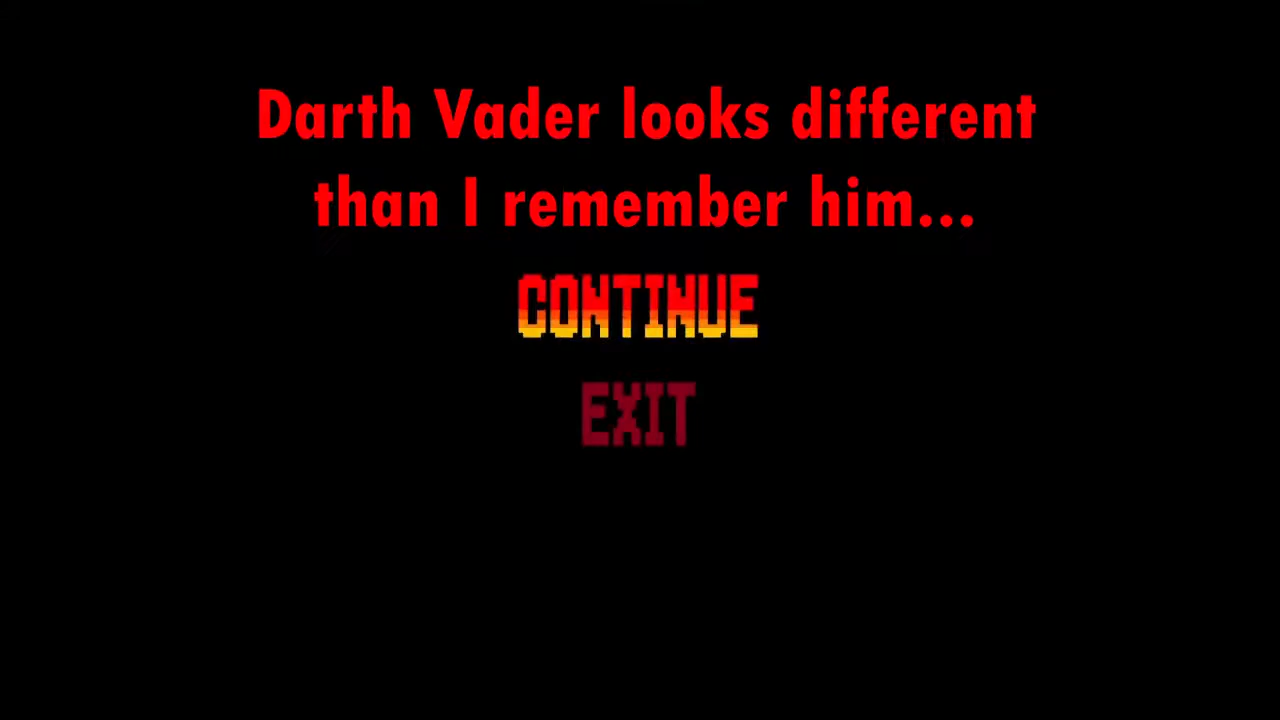 Darth Vader looks different
than I remember him...
CONTINUE
EXIT